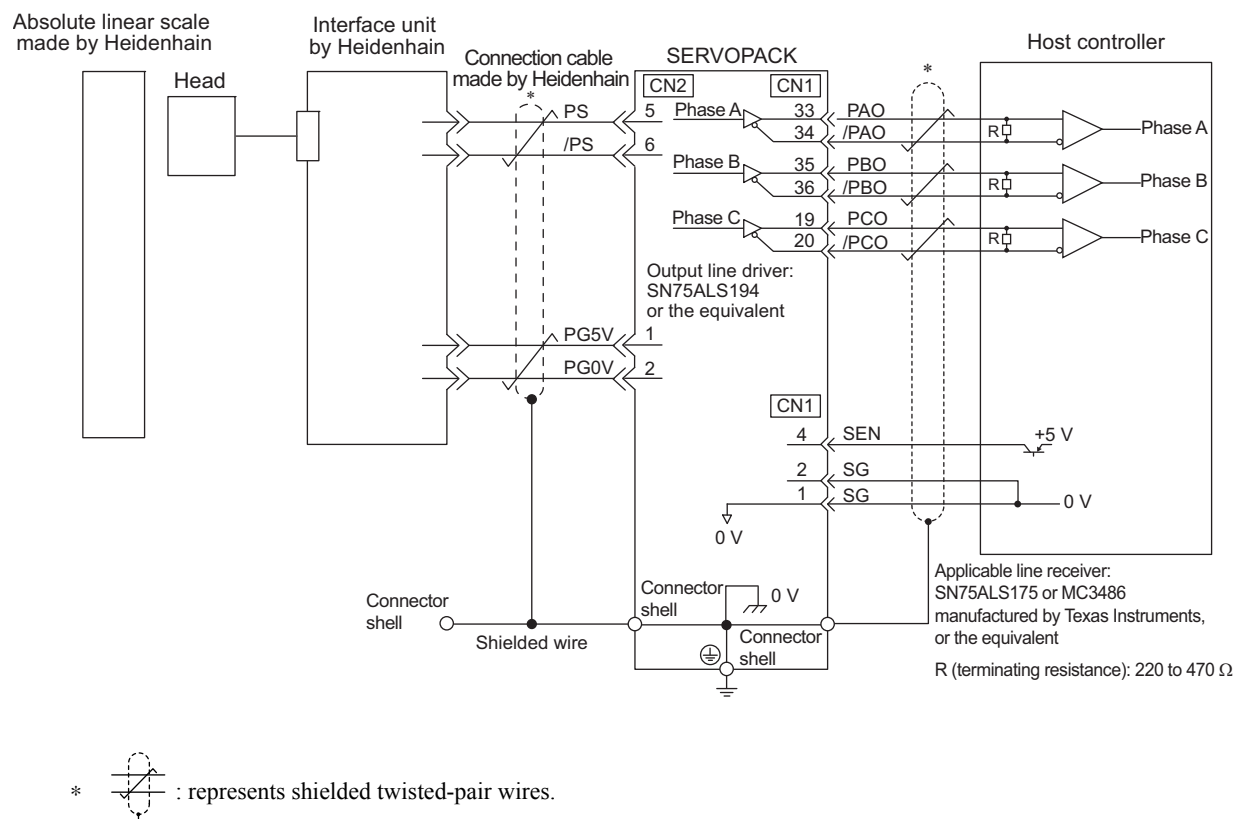 Absolute linear scale
made by Heidenhain
Head
Interface unit
by Heidenhain
Connection cable
made by Heidenhain
*
PS
/PS
PG5V
PG0V
SERVOPACK
CN2
CN1
5
6
1
2
Phase A
Phase B
Phase C
33
34
35
36
19
20
PAO
/PAO
PBO
/PBO
PCO
/PCO
Output line driver:
SN75ALS194
or the equivalent
CN1
4
2
1
SEN
SG
SG
0 V
*
Host controller
R
R
R
Phase A
Phase B
Phase C
+5 V
0 V
Connector
shell
Shielded wire
Connector
shell
0 V
Connector
shell
Applicable line receiver:
SN75ALS175 or MC3486
manufactured by Texas Instruments,
or the equivalent
R (terminating resistance): 220 to 470 Ω
* : represents shielded twisted-pair wires.